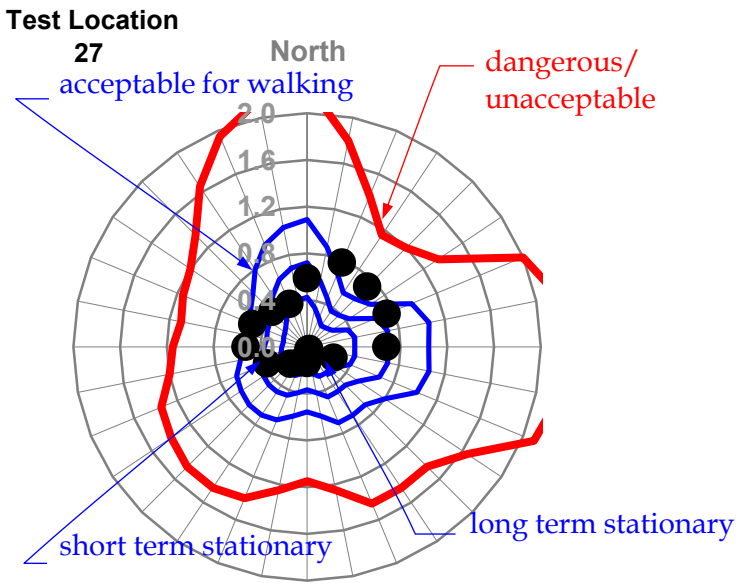 Test Location
27
North
acceptable for walking
dangerous/
unacceptable
2.0
1.6
1.2
0.8
0.4
0.0
short term stationary
long term stationary